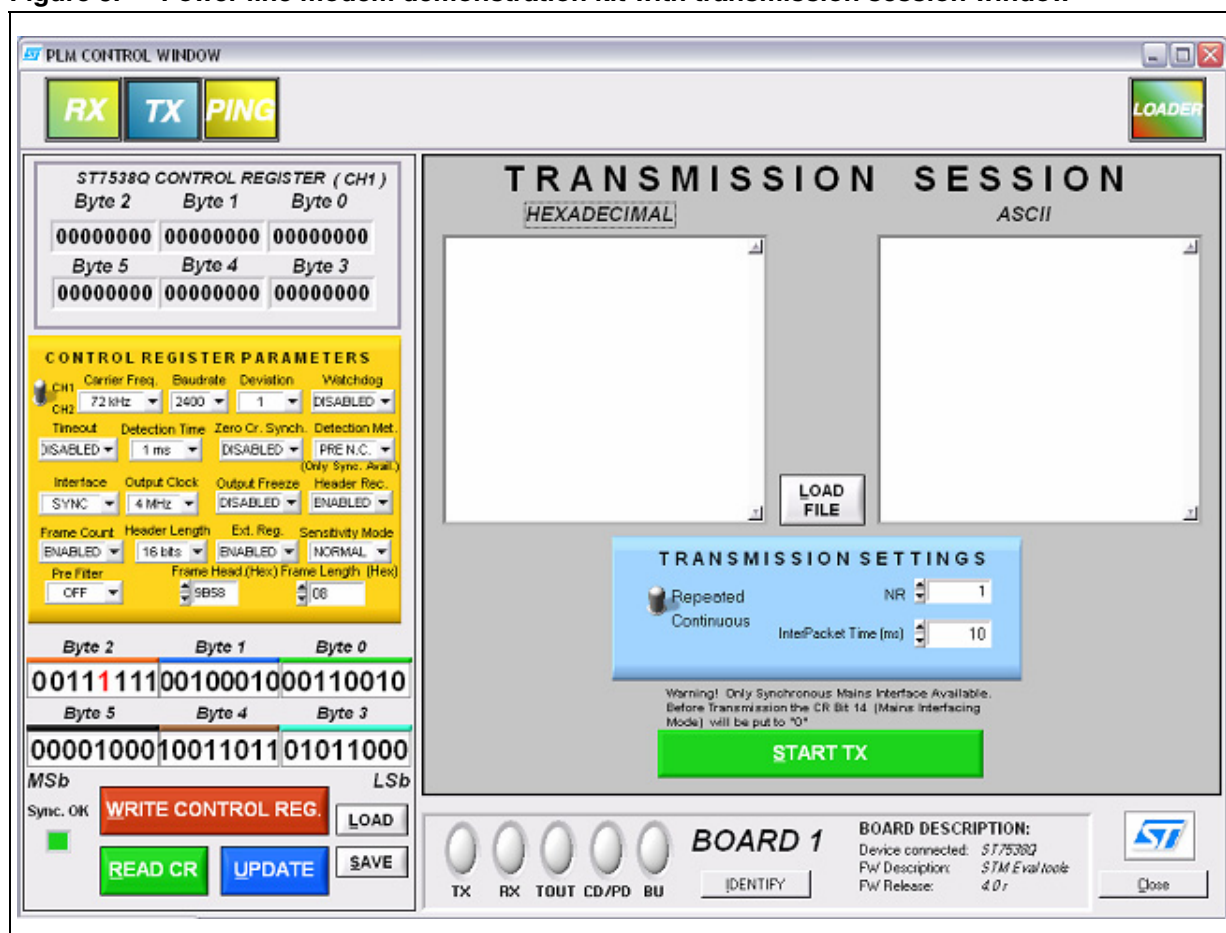 Figure 3. Power line modem demonstration kit with transmission session window
PLM CONTROL WINDOW
RX TX PING LOADER
ST7538Q CONTROL REGISTER ( CH1 )
Byte 2 Byte 1 Byte 0
00000000 00000000 00000000
Byte 5 Byte 4 Byte 3
00000000 00000000 00000000
CONTROL REGISTER PARAMETERS
CH1 Carrier Freq. Baudrate Deviation Watchdog
CH2 72 kHz 2400 1 DISABLED
Timeout Detection Time Zero Cr. Synch. Detection Met.
DISABLED 1 ms DISABLED PRE N.C.
(Only Sync. Avail.)
Interface Output Clock Output Freeze Header Rec.
SYNC 4 MHz DISABLED ENABLED
Frame Count Header Length Ext. Reg. Sensitivity Mode
ENABLED 16 bits ENABLED NORMAL
Pre Filter Frame Head.(Hex) Frame Length (Hex)
OFF 9B58 08
Byte 2 Byte 1 Byte 0
00111111 00100010 00110010
Byte 5 Byte 4 Byte 3
00001000 10011011 01011000
MSb LSb
Sync. OK WRITE CONTROL REG. LOAD
READ CR UPDATE SAVE
TRANSMISSION SESSION
HEXADECIMAL ASCII
LOAD
FILE
TRANSMISSION SETTINGS
Repeated NR 1
Continuous InterPacket Time (ms) 10
Warning! Only Synchronous Mains Interface Available.
Before Transmission the CR Bit 14 (Mains Interfacing
Mode) will be put to "0"
START TX
TX RX TOUT CD/PD BU
BOARD 1
IDENTIFY
BOARD DESCRIPTION:
Device connected: ST7538Q
FW Description: STM Eval tools
FW Release: 4.0 r
ST
Close